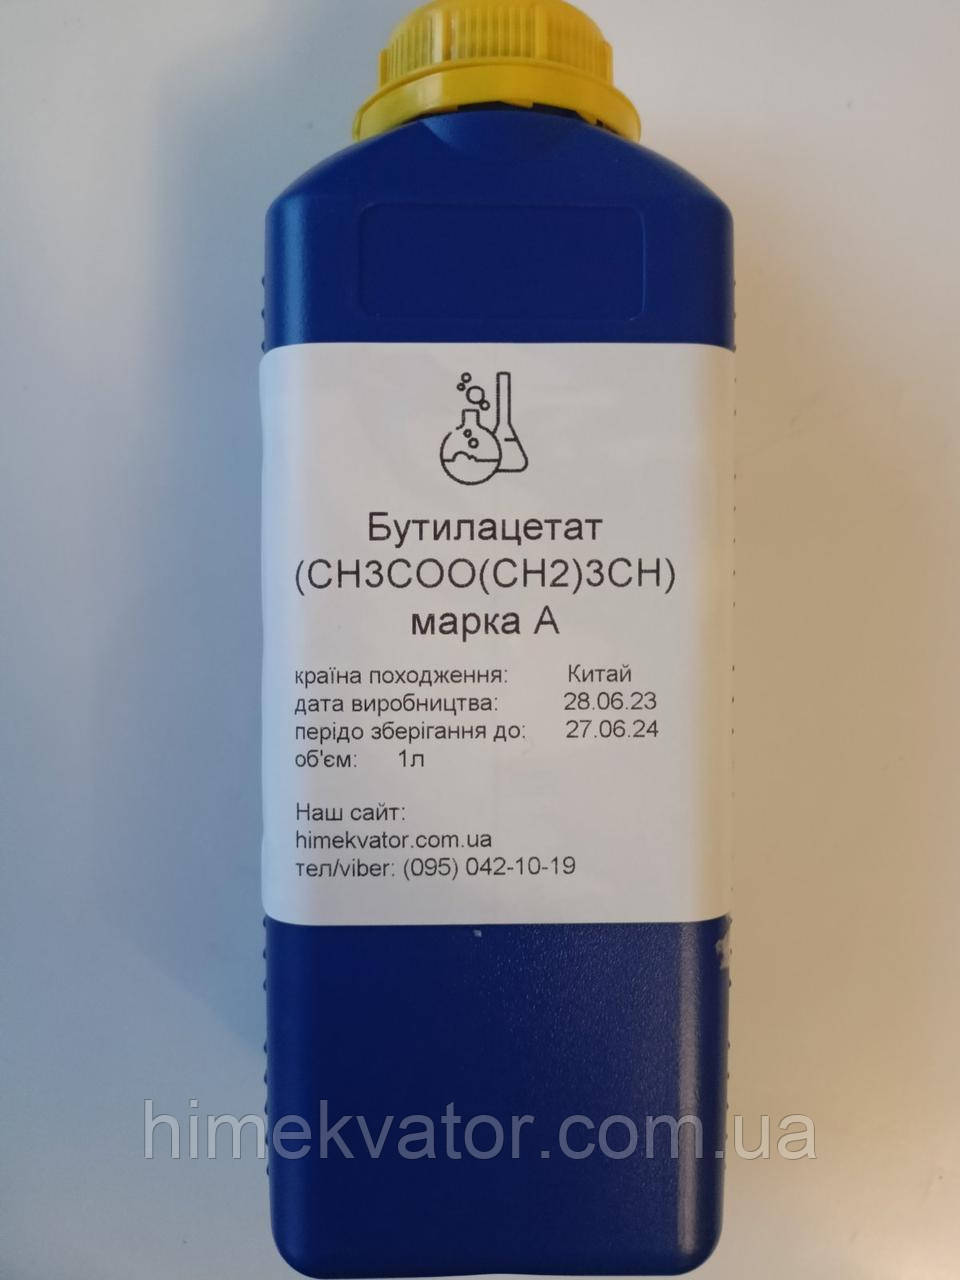 Бутилацетат
(CH3COO(CH2)3CH)
марка А
країна походження: Китай
дата виробництва: 28.06.23
перідо зберігання до: 27.06.24
об'єм: 1л
Наш сайт:
himekvator.com.ua
тел/viber: (095) 042-10-19
himekvator.com.ua